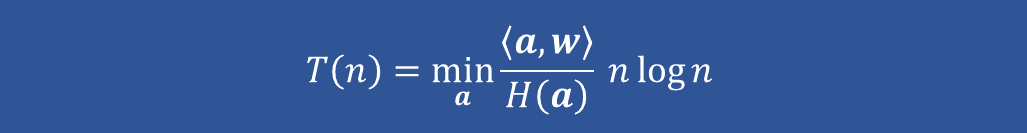 T(n) = min_a ⟨a, w⟩ / H(a) n log n